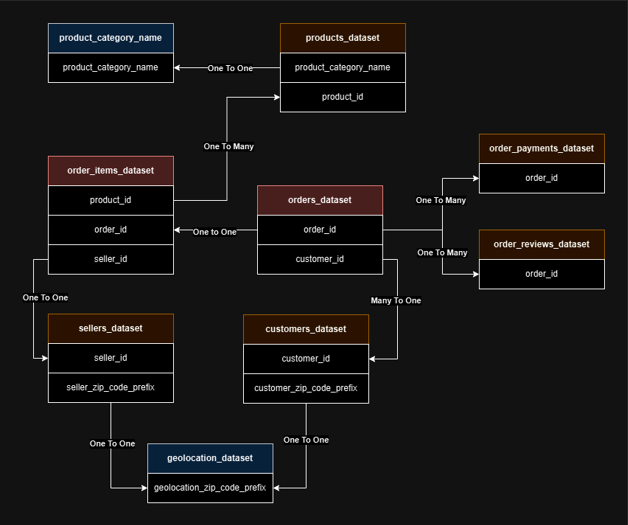 product_category_name
product_category_name
products_dataset
product_category_name
product_id
One To One
One To Many
order_items_dataset
product_id
order_id
seller_id
orders_dataset
order_id
customer_id
One to One
order_payments_dataset
order_id
One To Many
order_reviews_dataset
order_id
One To Many
One To One
Many To One
sellers_dataset
seller_id
seller_zip_code_prefix
customers_dataset
customer_id
customer_zip_code_prefix
One To One
One To One
geolocation_dataset
geolocation_zip_code_prefix